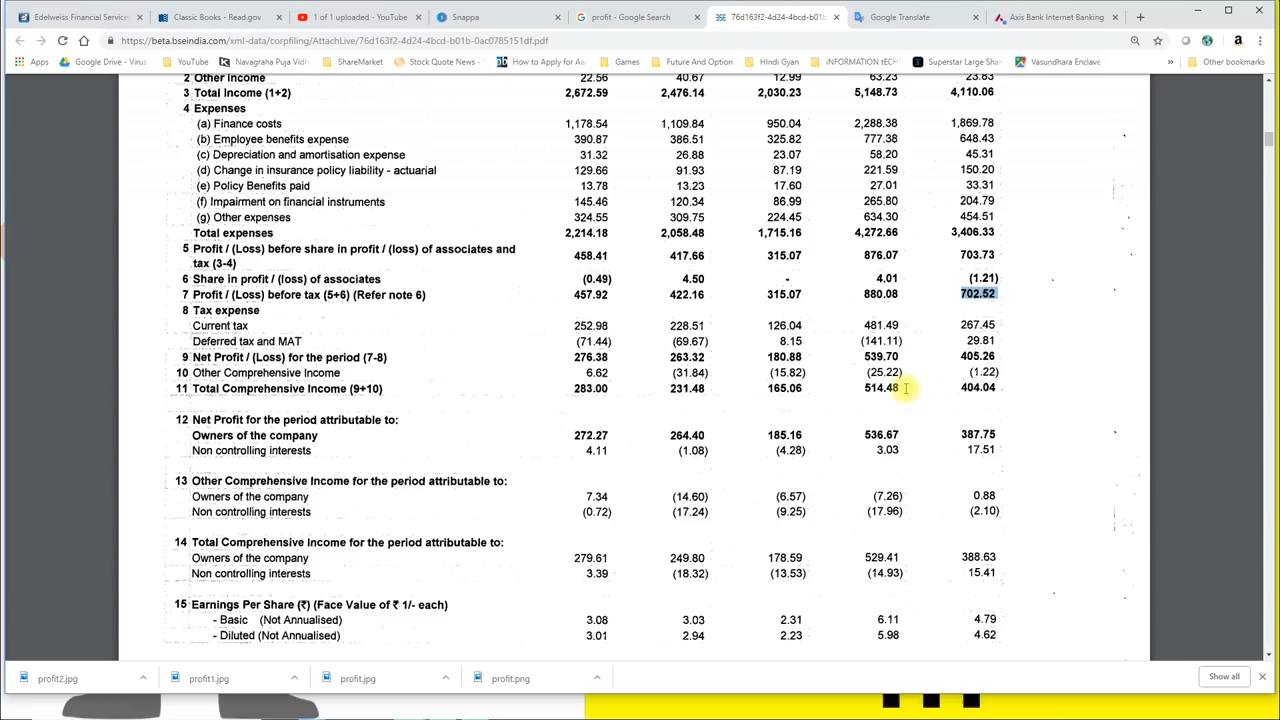 Edelweiss Financial Services
Classic Books - Read.gov
1 of 1 uploaded - YouTube
Snappa
profit - Google Search
76d163f2-4d24-4bcd-b01b-0ac
Google Translate
Axis Bank Internet Banking
https://beta.bseindia.com/xml-data/corpfiling/AttachLive/76d163f2-4d24-4bcd-b01b-0ac0785151df.pdf
Apps Google Drive - Virus YouTube Navagraha Puja Vidh ShareMarket Stock Quote News - How to Apply for Aa Games Future And Option HIndi Gyan iNFORMATION tECH Superstar Large Shar Vasundhara Enclave, Other bookmarks
2 Other Income 22.56 40.67 12.99 63.23 23.83
3 Total Income (1+2) 2,672.59 2,476.14 2,030.23 5,148.73 4,110.06
4 Expenses
(a) Finance costs 1,178.54 1,109.84 950.04 2,288.38 1,869.78
(b) Employee benefits expense 390.87 386.51 325.82 777.38 648.43
(c) Depreciation and amortisation expense 31.32 26.88 23.07 58.20 45.31
(d) Change in insurance policy liability - actuarial 129.66 91.93 87.19 221.59 150.20
(e) Policy Benefits paid 13.78 13.23 17.60 27.01 33.31
(f) Impairment on financial instruments 145.46 120.34 86.99 265.80 204.79
(g) Other expenses 324.55 309.75 224.45 634.30 454.51
Total expenses 2,214.18 2,058.48 1,715.16 4,272.66 3,406.33
5 Profit / (Loss) before share in profit / (loss) of associates and
tax (3-4) 458.41 417.66 315.07 876.07 703.73
6 Share in profit / (loss) of associates (0.49) 4.50 - 4.01 (1.21)
7 Profit / (Loss) before tax (5+6) (Refer note 6) 457.92 422.16 315.07 880.08 702.52
8 Tax expense
Current tax 252.98 228.51 126.04 481.49 267.45
Deferred tax and MAT (71.44) (69.67) 8.15 (141.11) 29.81
9 Net Profit / (Loss) for the period (7-8) 276.38 263.32 180.88 539.70 405.26
10 Other Comprehensive Income 6.62 (31.84) (15.82) (25.22) (1.22)
11 Total Comprehensive Income (9+10) 283.00 231.48 165.06 514.48 404.04
12 Net Profit for the period attributable to:
Owners of the company 272.27 264.40 185.16 536.67 387.75
Non controlling interests 4.11 (1.08) (4.28) 3.03 17.51
13 Other Comprehensive Income for the period attributable to:
Owners of the company 7.34 (14.60) (6.57) (7.26) 0.88
Non controlling interests (0.72) (17.24) (9.25) (17.96) (2.10)
14 Total Comprehensive Income for the period attributable to:
Owners of the company 279.61 249.80 178.59 529.41 388.63
Non controlling interests 3.39 (18.32) (13.53) (14.93) 15.41
15 Earnings Per Share (₹) (Face Value of ₹ 1/- each)
- Basic (Not Annualised) 3.08 3.03 2.31 6.11 4.79
- Diluted (Not Annualised) 3.01 2.94 2.23 5.98 4.62
profit2.jpg profit1.jpg profit.jpg profit.png Show all